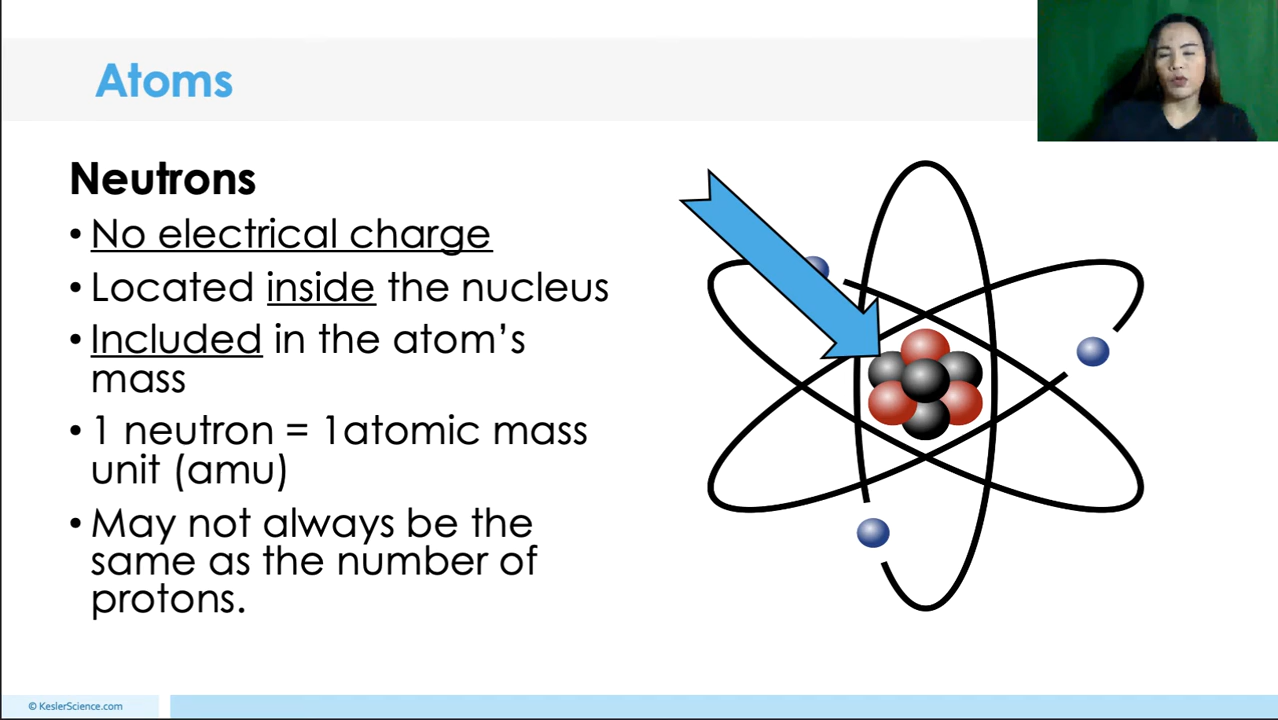 Atoms
Neutrons
• No electrical charge
• Located inside the nucleus
• Included in the atom's
mass
• 1 neutron = 1atomic mass
unit (amu)
• May not always be the
same as the number of
protons.
© KeslerScience.com